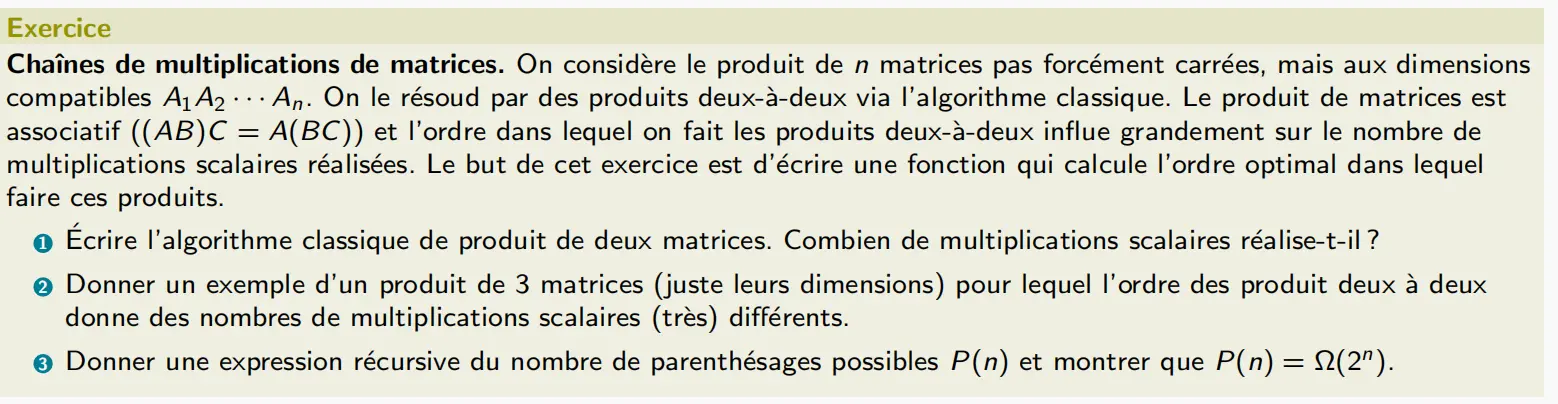 Exercice
Chaînes de multiplications de matrices. On considère le produit de n matrices pas forcément carrées, mais aux dimensions
compatibles A₁A₂ ⋯ Aₙ. On le résoud par des produits deux-à-deux via l'algorithme classique. Le produit de matrices est
associatif ((AB)C = A(BC)) et l'ordre dans lequel on fait les produits deux-à-deux influe grandement sur le nombre de
multiplications scalaires réalisées. Le but de cet exercice est d'écrire une fonction qui calcule l'ordre optimal dans lequel
faire ces produits.
1 Écrire l'algorithme classique de produit de deux matrices. Combien de multiplications scalaires réalise-t-il ?
2 Donner un exemple d'un produit de 3 matrices (juste leurs dimensions) pour lequel l'ordre des produit deux à deux
donne des nombres de multiplications scalaires (très) différents.
3 Donner une expression récursive du nombre de parenthésages possibles P(n) et montrer que P(n) = Ω(2ⁿ).